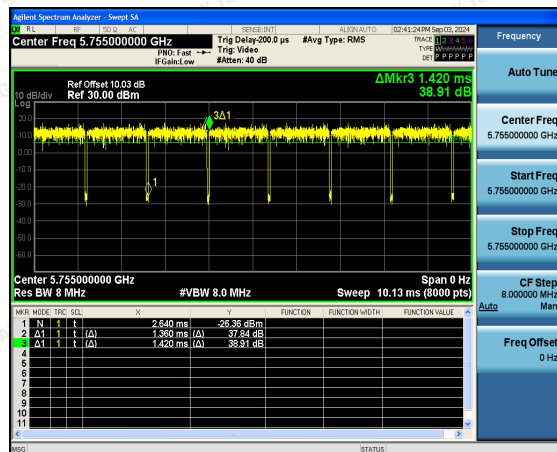 Agilent Spectrum Analyzer - Swept SA
LXI RL RF 50 Ω AC SENSE:INT ALIGNAUTO 02:41:24 PM Sep 03, 2024
Center Freq 5.755000000 GHz
Trig Delay-200.0 µs #Avg Type: RMS
TRACE 1 2 3 4 5 6
PNO: Fast Trig: Video
TYPE
IFGain:Low #Atten: 40 dB
DET P P P P P P
Frequency
Auto Tune
ΔMkr3 1.420 ms
38.91 dB
Ref Offset 10.03 dB
10 dB/div Ref 30.00 dBm
Log
20.0
10.0
0.00
-10.0
-20.0
-30.0
-40.0
-50.0
-60.0
3Δ1
1
Center Freq
5.755000000 GHz
Start Freq
5.755000000 GHz
Stop Freq
5.755000000 GHz
Center 5.755000000 GHz Span 0 Hz
Res BW 8 MHz #VBW 8.0 MHz Sweep 10.13 ms (8000 pts)
CF Step
8.000000 MHz
Auto Man
Freq Offset
0 Hz
MKR MODE TRC SCL X Y FUNCTION FUNCTION WIDTH FUNCTION VALUE
1 N 1 t 2.640 ms -26.36 dBm
2 Δ1 1 t (Δ) 1.360 ms (Δ) 37.84 dB
3 Δ1 1 t (Δ) 1.420 ms (Δ) 38.91 dB
4
5
6
7
8
9
10
11
MSG STATUS